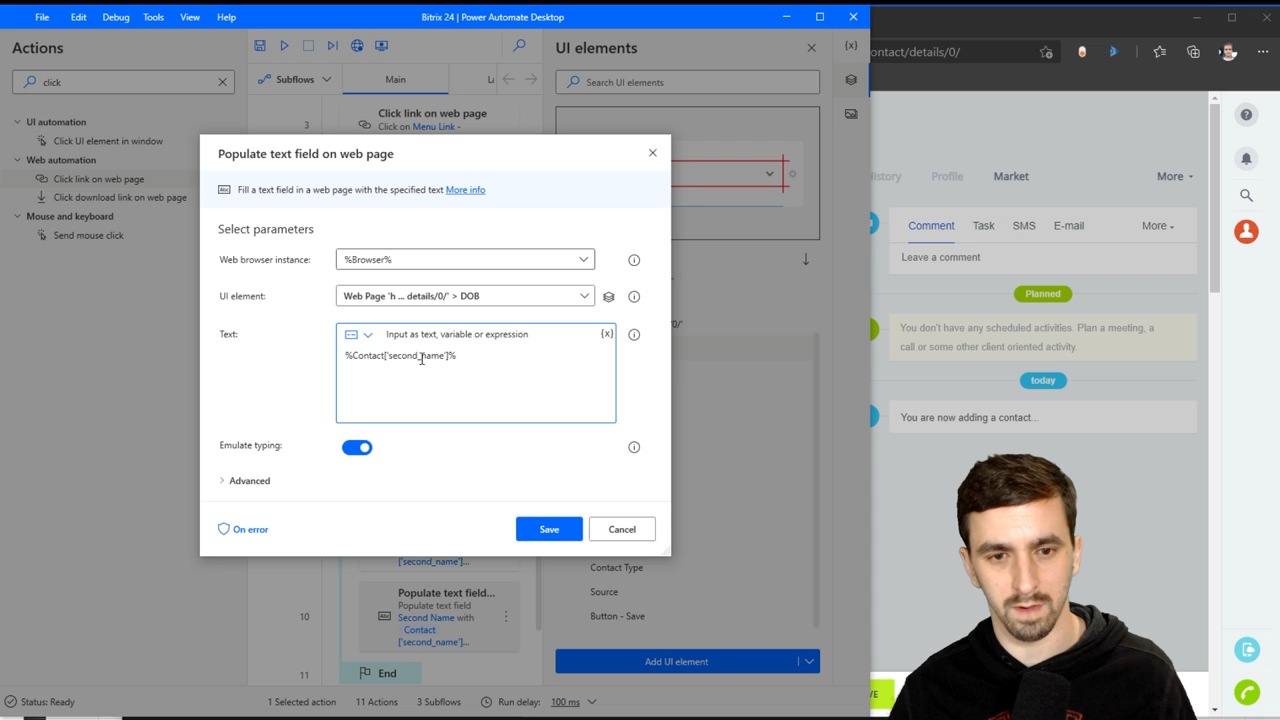 File Edit Debug Tools View Help
Bitrix 24 | Power Automate Desktop
Actions
click
UI automation
Click UI element in window
Web automation
Click link on web page
Click download link on web page
Mouse and keyboard
Send mouse click
Subflows
Main
3
Click link on web page
Click on Menu Link -
UI elements
Search UI elements
{x}
ontact/details/0/
Populate text field on web page
Fill a text field in a web page with the specified text More info
Select parameters
Web browser instance:
%Browser%
UI element:
Web Page 'h ... details/0/' > DOB
Text:
Input as text, variable or expression
{x}
%Contact['second_name']%
Emulate typing:
Advanced
On error
Save
Cancel
['second_name']...
10
Populate text field...
Populate text field
Second Name with
Contact
['second_name']...
11
End
Contact Type
Source
Button - Save
Add UI element
Status: Ready
1 Selected action
11 Actions
3 Subflows
Run delay:
100 ms
Profile
Market
More
Comment
Task
SMS
E-mail
More
Leave a comment
Planned
You don't have any scheduled activities. Plan a meeting, a
call or some other client oriented activity.
today
You are now adding a contact...